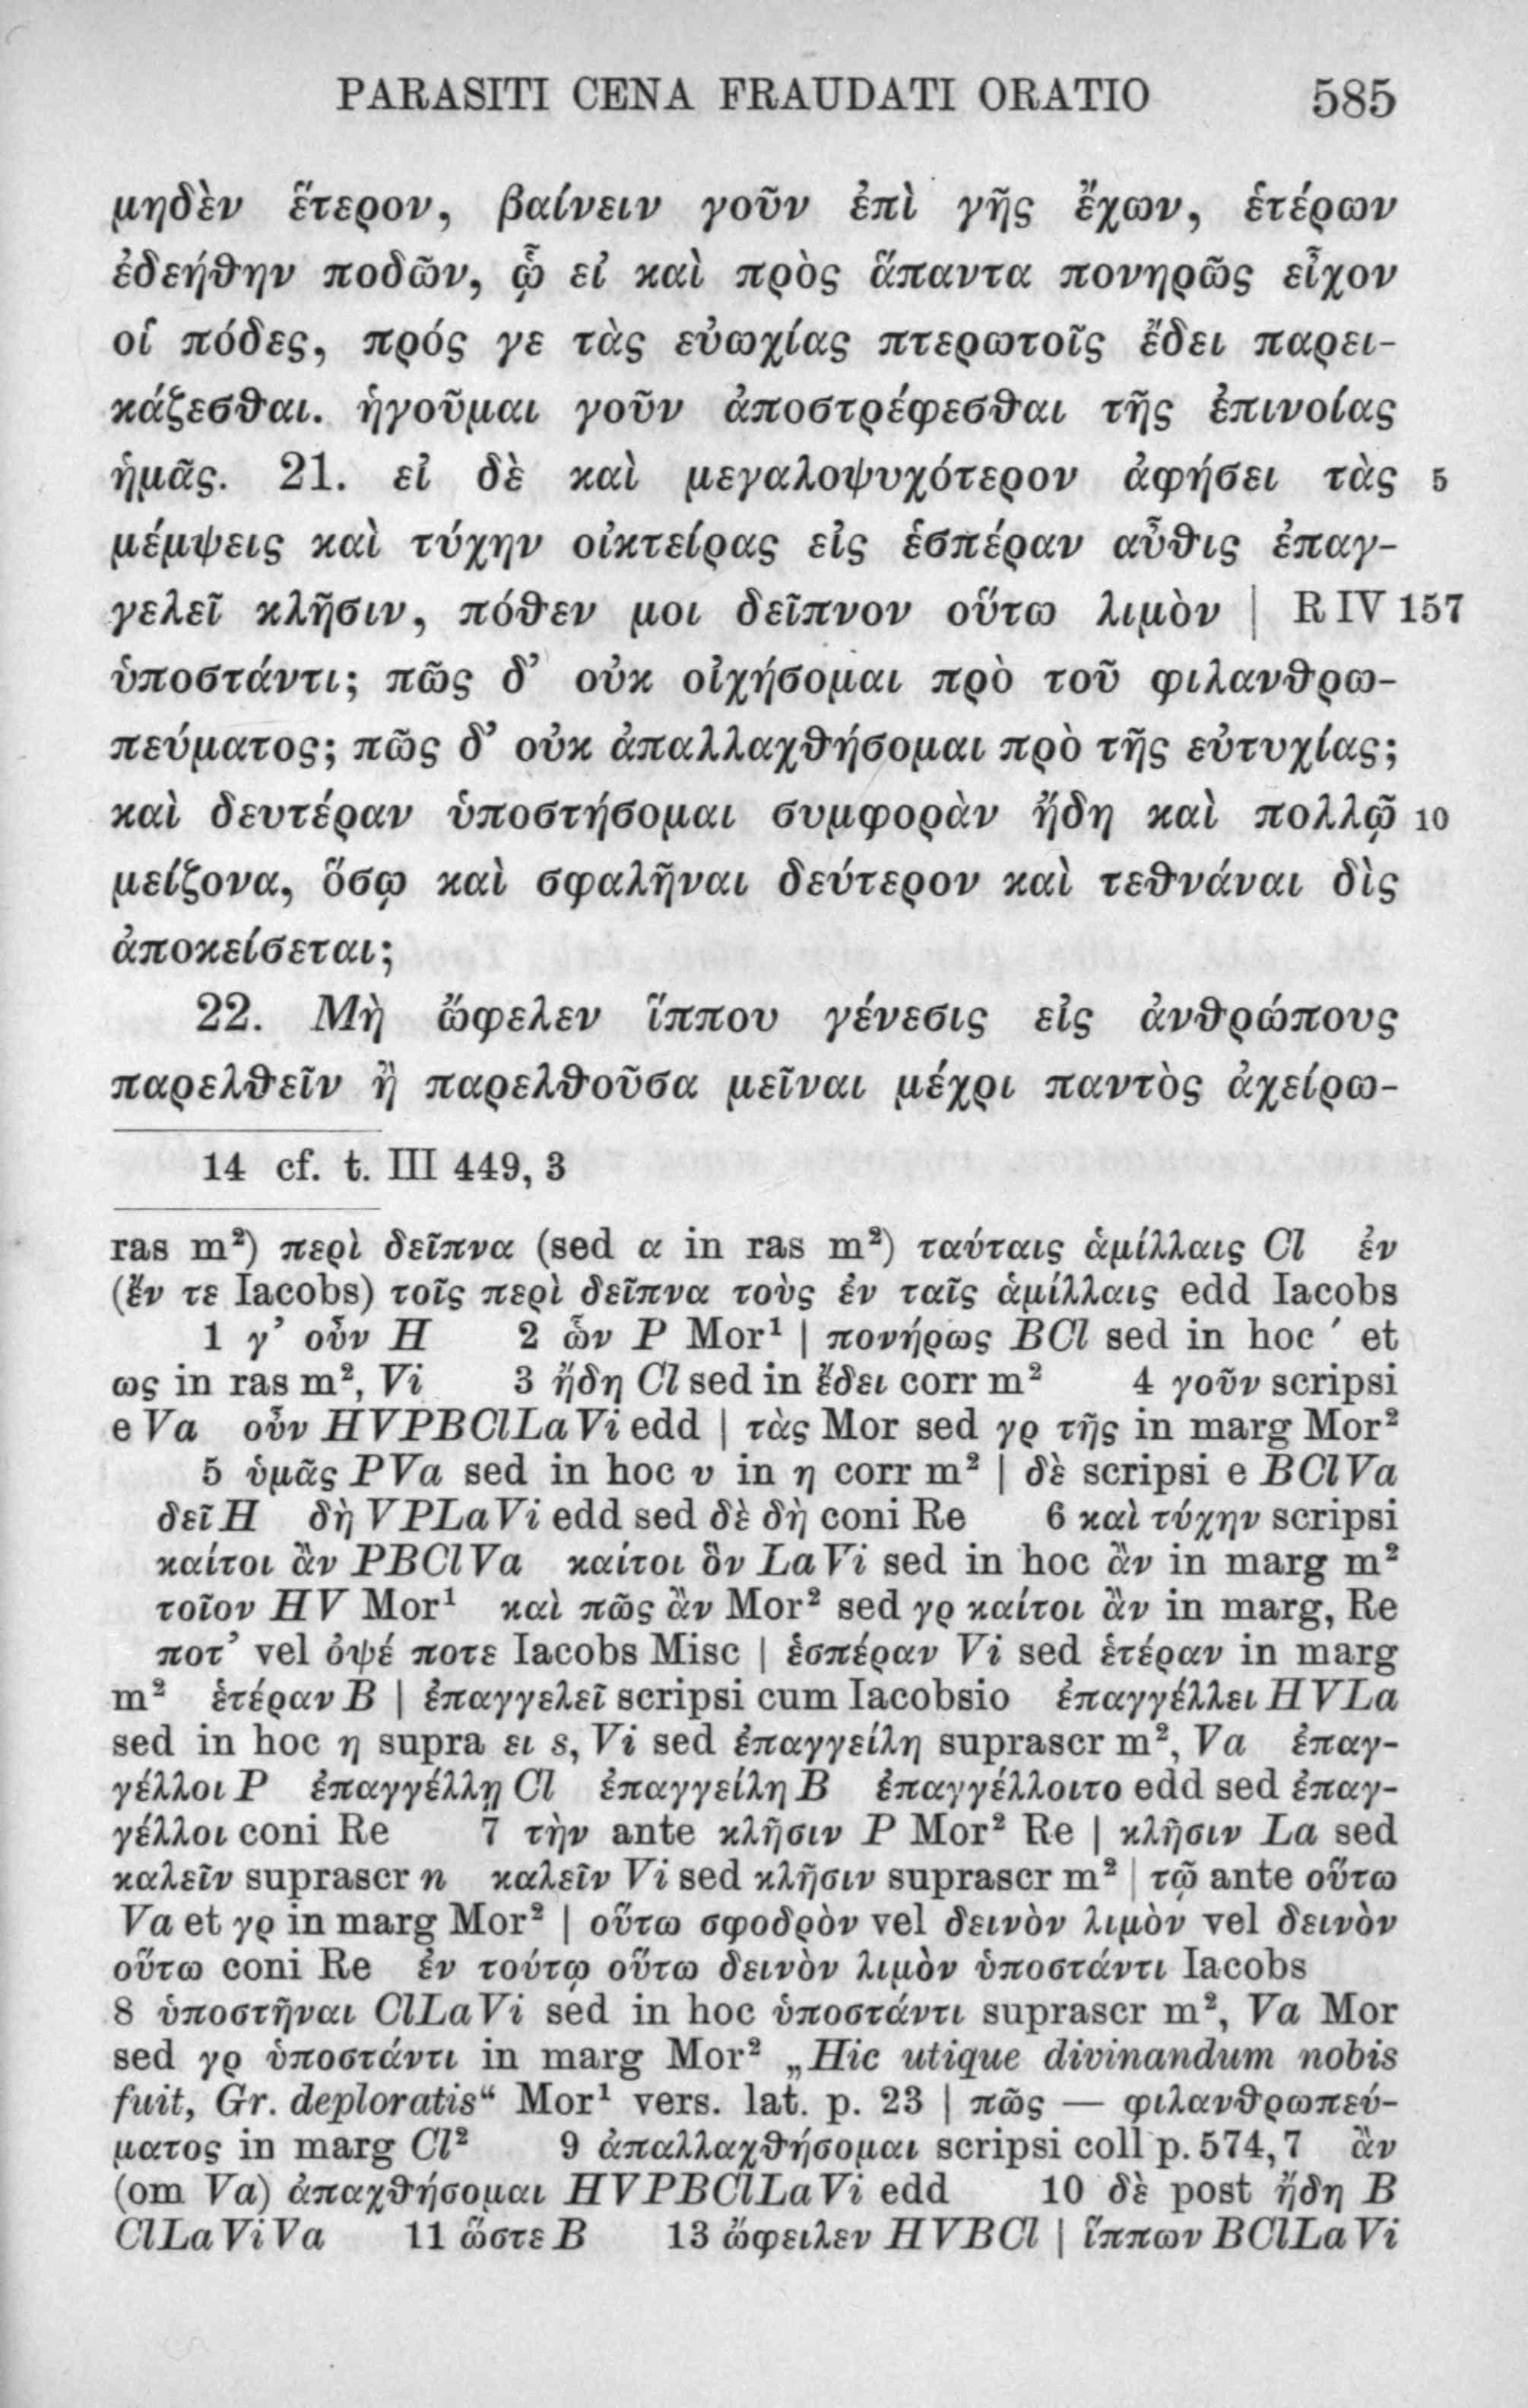 PARASITI CENA FRAUDATI ORATIO 585
μηδὲν ἕτερον, βαίνειν γοῦν ἐπὶ γῆς ἔχων, ἑτέρων
ἐδεήθην ποδῶν, ᾧ εἰ καὶ πρὸς ἅπαντα πονηρῶς εἶχον
οἱ πόδες, πρός γε τὰς εὐωχίας πτερωτοῖς ἔδει παρει-
κάζεσθαι. ἡγοῦμαι γοῦν ἀποστρέφεσθαι τῆς ἐπινοίας
ἡμᾶς. 21. εἰ δὲ καὶ μεγαλοψυχότερον ἀφήσει τὰς 5
μέμψεις καὶ τύχην οἰκτείρας εἰς ἑσπέραν αὖθις ἐπαγ-
γελεῖ κλῆσιν, πόθεν μοι δεῖπνον οὕτω λιμὸν | R IV 157
ὑποστάντι; πῶς δ’ οὐκ οἰχήσομαι πρὸ τοῦ φιλανθρω-
πεύματος; πῶς δ’ οὐκ ἀπαλλαχθήσομαι πρὸ τῆς εὐτυχίας;
καὶ δευτέραν ὑποστήσομαι συμφορὰν ἤδη καὶ πολλῷ 10
μείζονα, ὅσῳ καὶ σφαλῆναι δεύτερον καὶ τεθνάναι δὶς
ἀποκείσεται;
22. Μὴ ὤφελεν ἵππου γένεσις εἰς ἀνθρώπους
παρελθεῖν ἢ παρελθοῦσα μεῖναι μέχρι παντὸς ἀχείρω-
14 cf. t. III 449, 3
ras m²) περὶ δεῖπνα (sed α in ras m²) ταύταις ἁμίλλαις Cl ἐν
(ἔν τε Iacobs) τοῖς περὶ δεῖπνα τοὺς ἐν ταῖς ἁμίλλαις edd Iacobs
1 γ’ οὖν H 2 ὧν P Mor¹ | πονήρως BCl sed in hoc ´ et
ως in ras m², Vi 3 ἤδη Cl sed in ἔδει corr m² 4 γοῦν scripsi
e Va οὖν HVPBClLaVi edd | τὰς Mor sed γρ τῆς in marg Mor²
5 ὑμᾶς PVa sed in hoc υ in η corr m² | δὲ scripsi e BClVa
δεῖ H δὴ VPLaVi edd sed δὲ δὴ coni Re 6 καὶ τύχην scripsi
καίτοι ἂν PBClVa καίτοι ὃν LaVi sed in hoc ἂν in marg m²
τοῖον HV Mor¹ καὶ πῶς ἂν Mor² sed γρ καίτοι ἂν in marg, Re
ποτ’ vel ὀψέ ποτε Iacobs Misc | ἑσπέραν Vi sed ἑτέραν in marg
m² ἑτέραν B | ἐπαγγελεῖ scripsi cum Iacobsio ἐπαγγέλλει HVLa
sed in hoc η supra ει s, Vi sed ἐπαγγείλη suprascr m², Va ἐπαγ-
γέλλοι P ἐπαγγέλλῃ Cl ἐπαγγείλη B ἐπαγγέλλοιτο edd sed ἐπαγ-
γέλλοι coni Re 7 τὴν ante κλῆσιν P Mor² Re | κλῆσιν La sed
καλεῖν suprascr n καλεῖν Vi sed κλῆσιν suprascr m² | τῷ ante οὕτω
Va et γρ in marg Mor² | οὕτω σφοδρὸν vel δεινὸν λιμὸν vel δεινὸν
οὕτω coni Re ἐν τούτῳ οὕτω δεινὸν λιμὸν ὑποστάντι Iacobs
8 ὑποστῆναι ClLaVi sed in hoc ὑποστάντι suprascr m², Va Mor
sed γρ ὑποστάντι in marg Mor² „Hic utique divinandum nobis
fuit, Gr. deploratis“ Mor¹ vers. lat. p. 23 | πῶς — φιλανθρωπεύ-
ματος in marg Cl² 9 ἀπαλλαχθήσομαι scripsi coll p. 574,7 ἂν
(om Va) ἀπαχθήσομαι HVPBClLaVi edd 10 δὲ post ἤδη B
ClLaViVa 11 ὥστε B 13 ὤφειλεν HVBCl | ἵππων BClLaVi